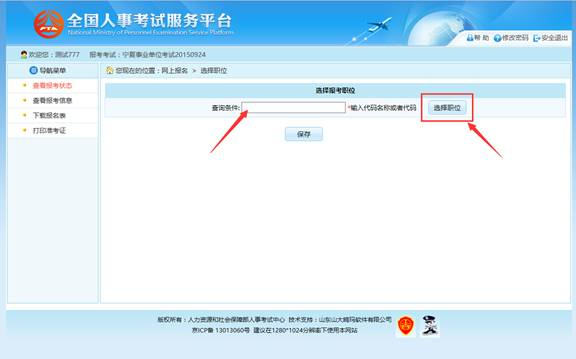 全国人事考试服务平台
National Ministry of Personnel Examination Service Platform
帮 助 修改密码 安全退出
欢迎您：测试777 报考考试：宁夏事业单位考试20150924
导航菜单
您现在的位置：网上报名 > 选择职位
查看报考状态
查看报考信息
下载报名表
打印准考证
选择报考职位
查询条件: *输入代码名称或者代码 选择职位
保存
版权所有：人力资源和社会保障部人事考试中心 技术支持：山东山大鸥玛软件有限公司
京ICP备 13013060号 建议在1280*1024分辨率下使用本网站